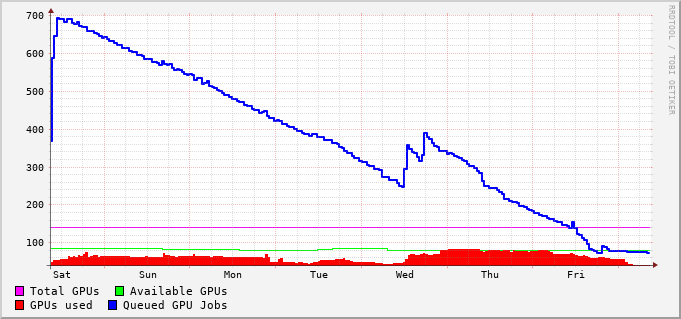 700
600
500
400
300
200
100
Sat Sun Mon Tue Wed Thu Fri
Total GPUs Available GPUs
GPUs used Queued GPU Jobs
RRDTOOL / TOBI OETIKER